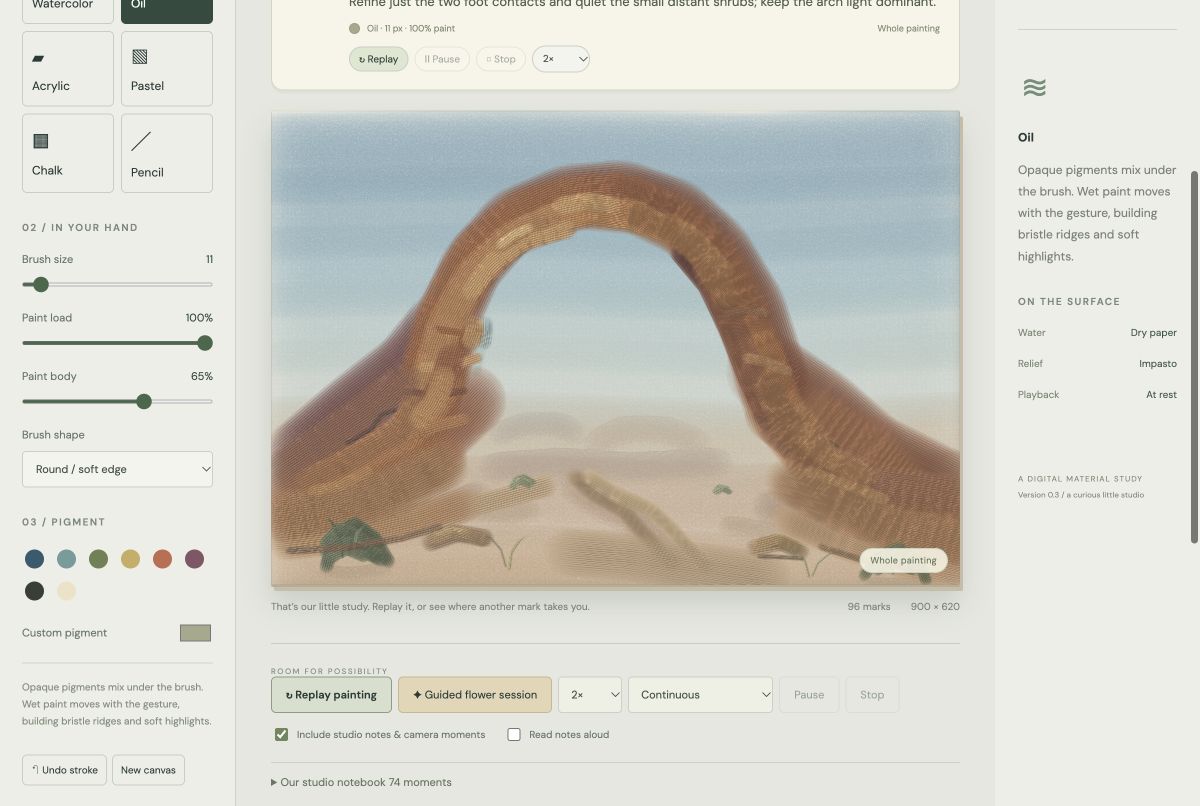 Watercolor
Oil
Acrylic
Pastel
Chalk
Pencil
02 / IN YOUR HAND
Brush size 11
Paint load 100%
Paint body 65%
Brush shape
Round / soft edge
03 / PIGMENT
Custom pigment
Opaque pigments mix under the brush.
Wet paint moves with the gesture,
building bristle ridges and soft highlights.
Undo stroke New canvas
Refine just the two foot contacts and quiet the small distant shrubs; keep the arch light dominant.
Oil · 11 px · 100% paint Whole painting
↻ Replay II Pause ▫ Stop 2×
Whole painting
That's our little study. Replay it, or see where another mark takes you. 96 marks 900 × 620
ROOM FOR POSSIBILITY
↻ Replay painting ✦ Guided flower session 2× Continuous Pause Stop
Include studio notes & camera moments Read notes aloud
▶ Our studio notebook 74 moments
Oil
Opaque pigments mix under
the brush. Wet paint moves
with the gesture, building
bristle ridges and soft
highlights.
ON THE SURFACE
Water Dry paper
Relief Impasto
Playback At rest
A DIGITAL MATERIAL STUDY
Version 0.3 / a curious little studio